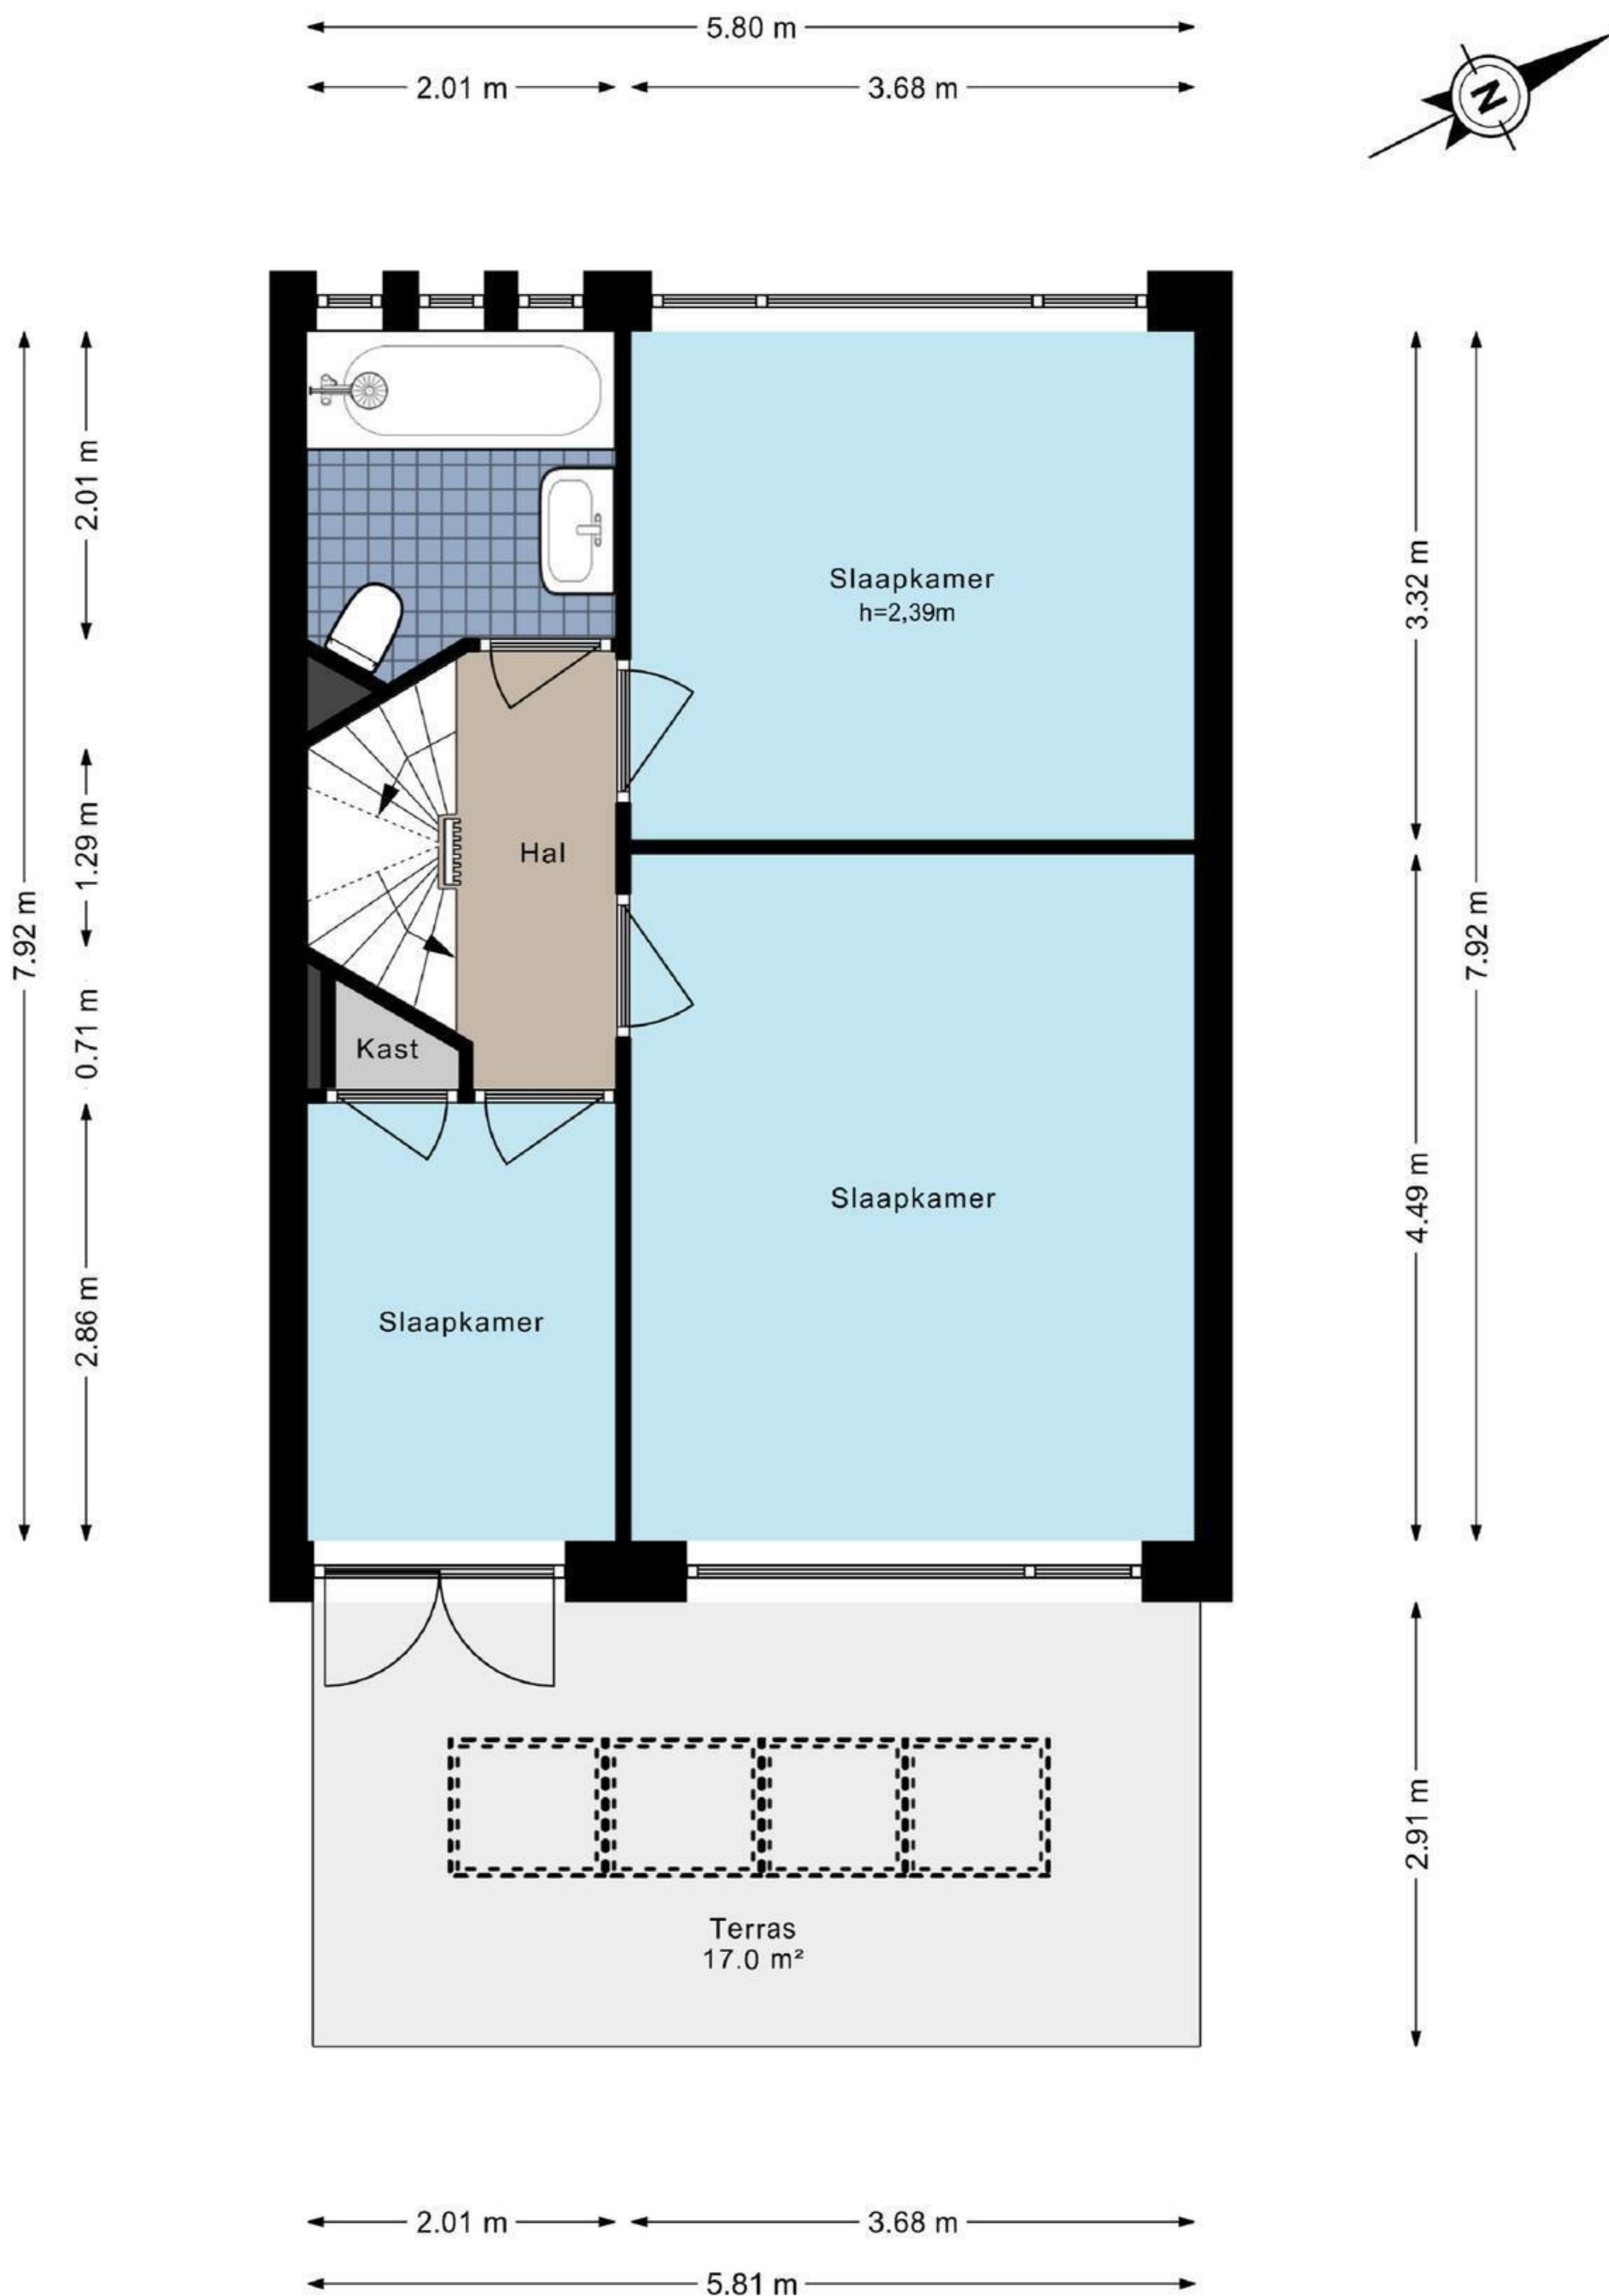 5.80 m
2.01 m
3.68 m
N
7.92 m
2.01 m
1.29 m
0.71 m
2.86 m
Slaapkamer
h=2,39m
Hal
Kast
Slaapkamer
Slaapkamer
3.32 m
7.92 m
4.49 m
2.91 m
Terras
17.0 m²
2.01 m
3.68 m
5.81 m